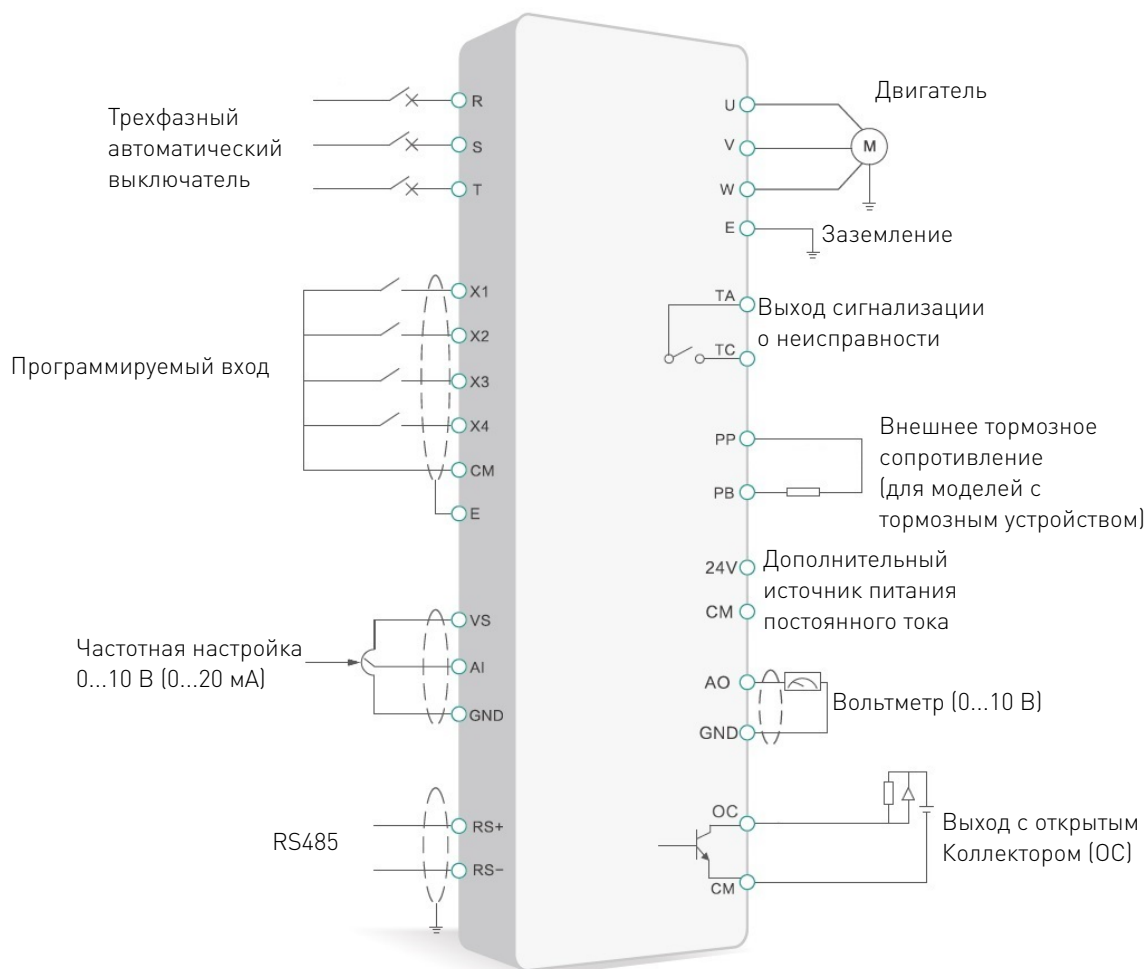 Трехфазный
автоматический
выключатель
R
S
T
Программируемый вход
X1
X2
X3
X4
CM
E
Частотная настройка
0...10 В (0...20 мА)
VS
AI
GND
RS485
RS+
RS−
U
V
W
E
M
Двигатель
Заземление
TA
TC
Выход сигнализации
о неисправности
PP
PB
Внешнее тормозное
сопротивление
(для моделей с
тормозным устройством)
24V
CM
Дополнительный
источник питания
постоянного тока
AO
GND
Вольтметр (0...10 В)
OC
CM
Выход с открытым
Коллектором (ОС)